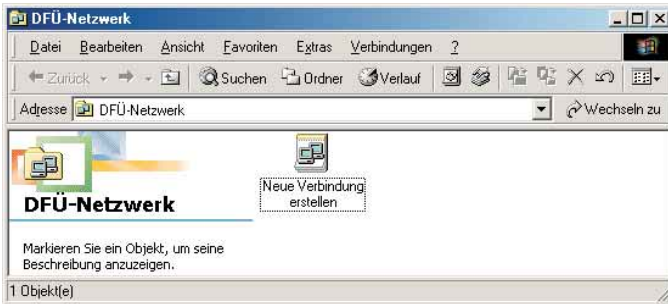 DFÜ-Netzwerk
Datei Bearbeiten Ansicht Favoriten Extras Verbindungen ?
Zurück Suchen Ordner Verlauf
Adresse DFÜ-Netzwerk Wechseln zu
DFÜ-Netzwerk
Markieren Sie ein Objekt, um seine
Beschreibung anzuzeigen.
Neue Verbindung
erstellen
1 Objekt(e)